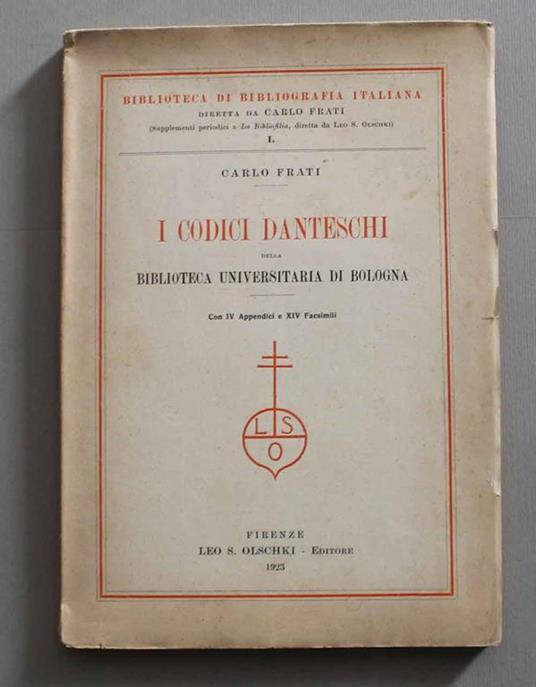 BIBLIOTECA DI BIBLIOGRAFIA ITALIANA
DIRETTA DA CARLO FRATI
(Supplementi periodici a La Bibliofilía, diretta da LEO S. OLSCHKI)
I.
CARLO FRATI
I CODICI DANTESCHI
DELLA
BIBLIOTECA UNIVERSITARIA DI BOLOGNA
Con IV Appendici e XIV Facsimili
L S
O
FIRENZE
LEO S. OLSCHKI - EDITORE
1923